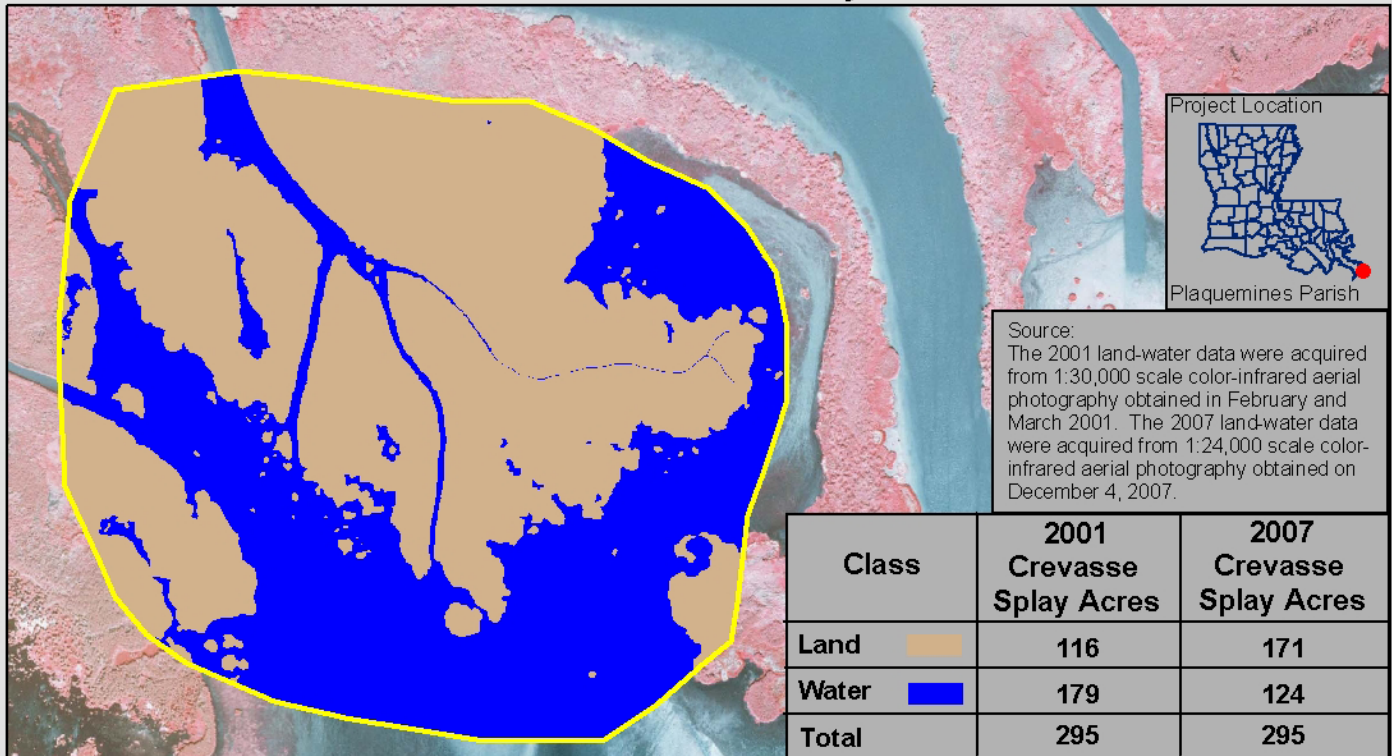 Project Location
Plaquemines Parish
Source:
The 2001 land-water data were acquired
from 1:30,000 scale color-infrared aerial
photography obtained in February and
March 2001. The 2007 land-water data
were acquired from 1:24,000 scale color-
infrared aerial photography obtained on
December 4, 2007.
Class
2001
Crevasse
Splay Acres
2007
Crevasse
Splay Acres
Land 116 171
Water 179 124
Total 295 295